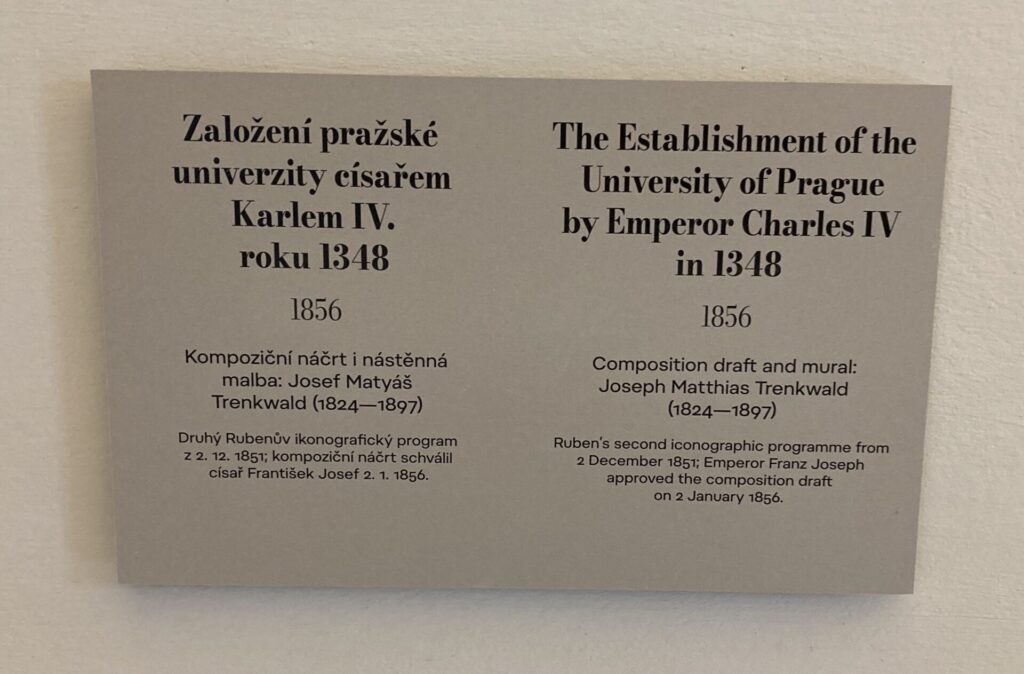 Založení pražské
univerzity císařem
Karlem IV.
roku 1348
1856
Kompoziční náčrt i nástěnná
malba: Josef Matyáš
Trenkwald (1824—1897)
Druhý Rubenův ikonografický program
z 2. 12. 1851; kompoziční náčrt schválil
císař František Josef 2. 1. 1856.
The Establishment of the
University of Prague
by Emperor Charles IV
in 1348
1856
Composition draft and mural:
Joseph Matthias Trenkwald
(1824—1897)
Ruben's second iconographic programme from
2 December 1851; Emperor Franz Joseph
approved the composition draft
on 2 January 1856.